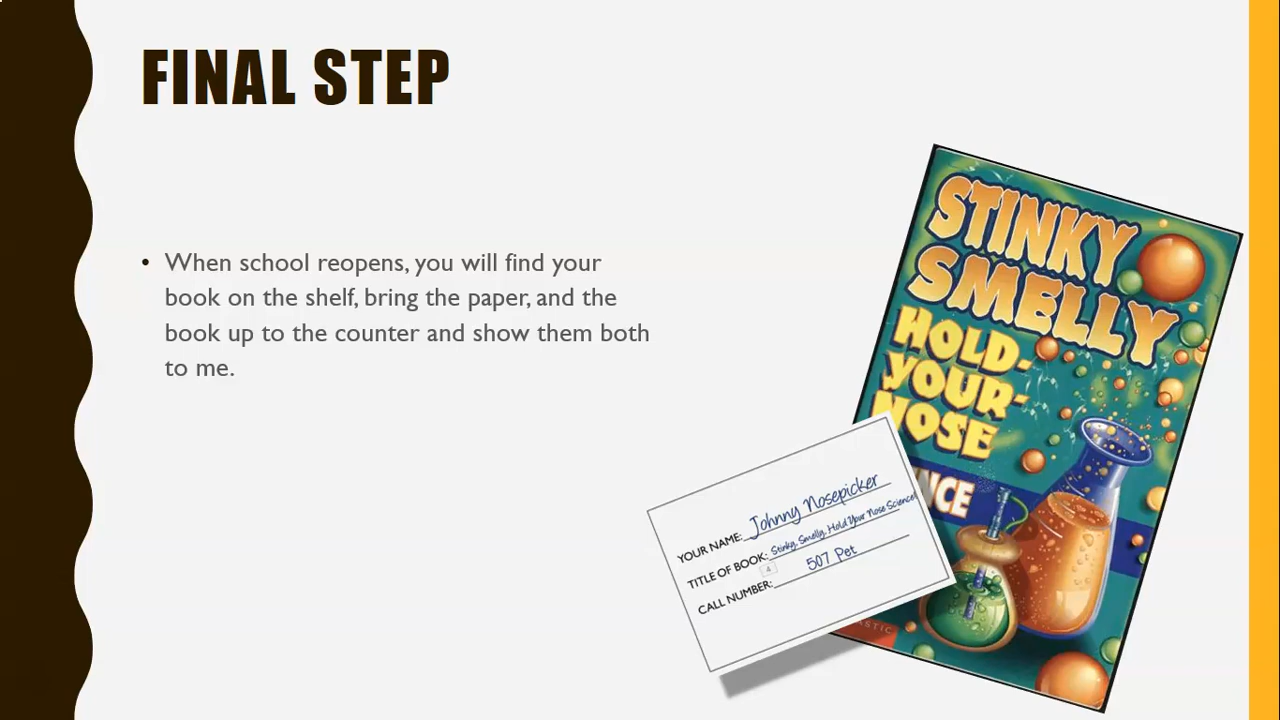 FINAL STEP
• When school reopens, you will find your
book on the shelf, bring the paper, and the
book up to the counter and show them both
to me.
STINKY
SMELLY
HOLD-
YOUR-
NOSE
NCE
YOUR NAME: Johnny Nosepicker
TITLE OF BOOK: Stinky, Smelly, Hold Your Nose Science!
4
CALL NUMBER: 507 Pet
ASTIC